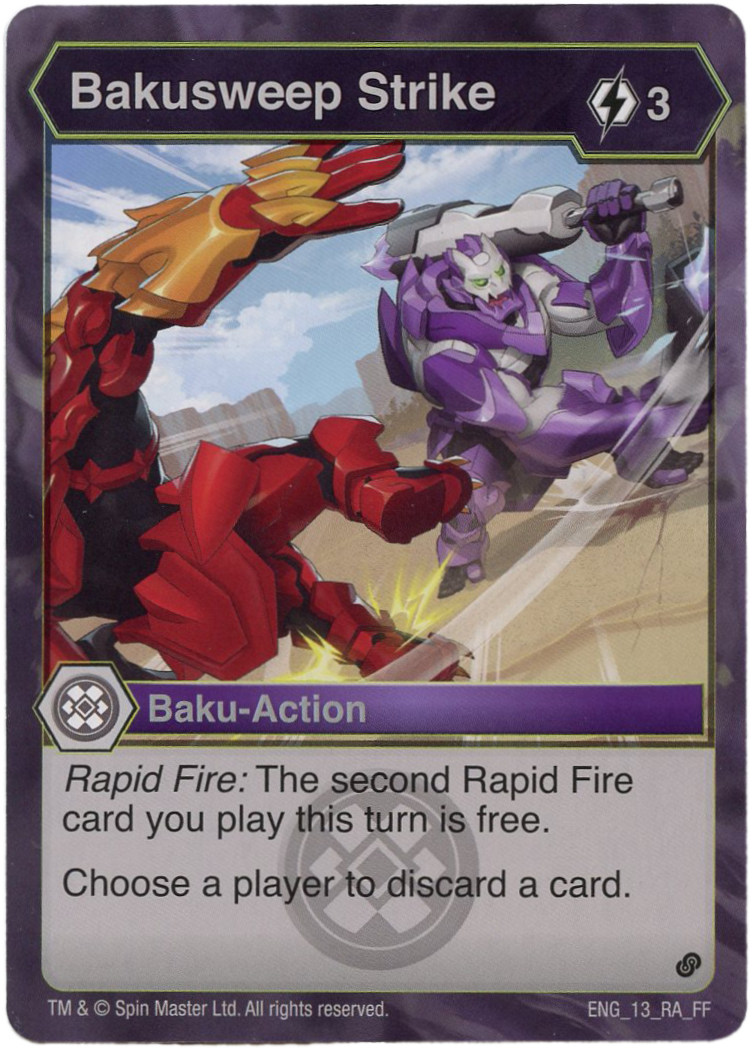 Bakusweep Strike
3
Baku-Action
Rapid Fire: The second Rapid Fire
card you play this turn is free.
Choose a player to discard a card.
TM & © Spin Master Ltd. All rights reserved.
ENG_13_RA_FF